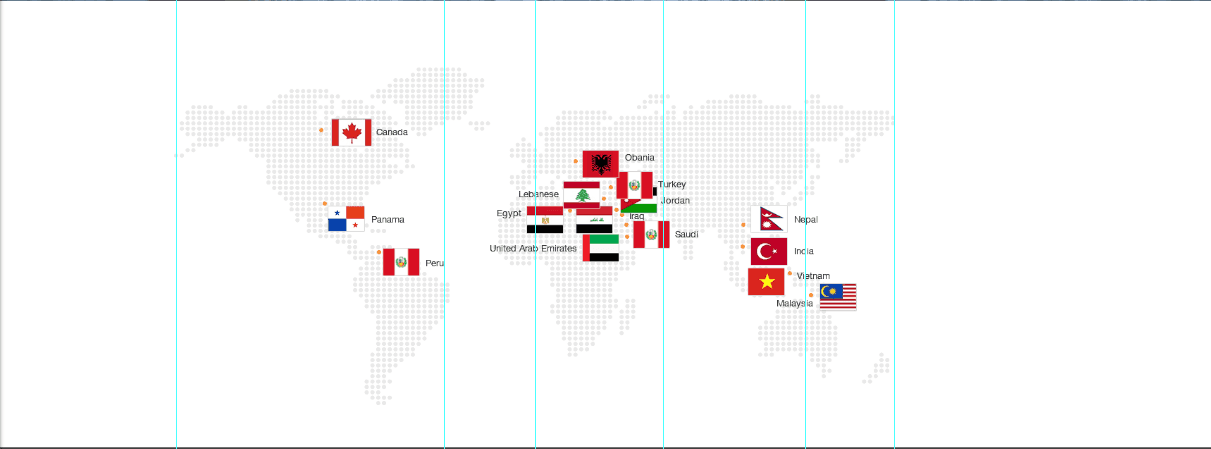 Canada
Obania
Turkey
Lebanese
Jordan
Egypt
Iraq
Panama
Nepal
Saudi
United Arab Emirates
India
Peru
Vietnam
Malaysia